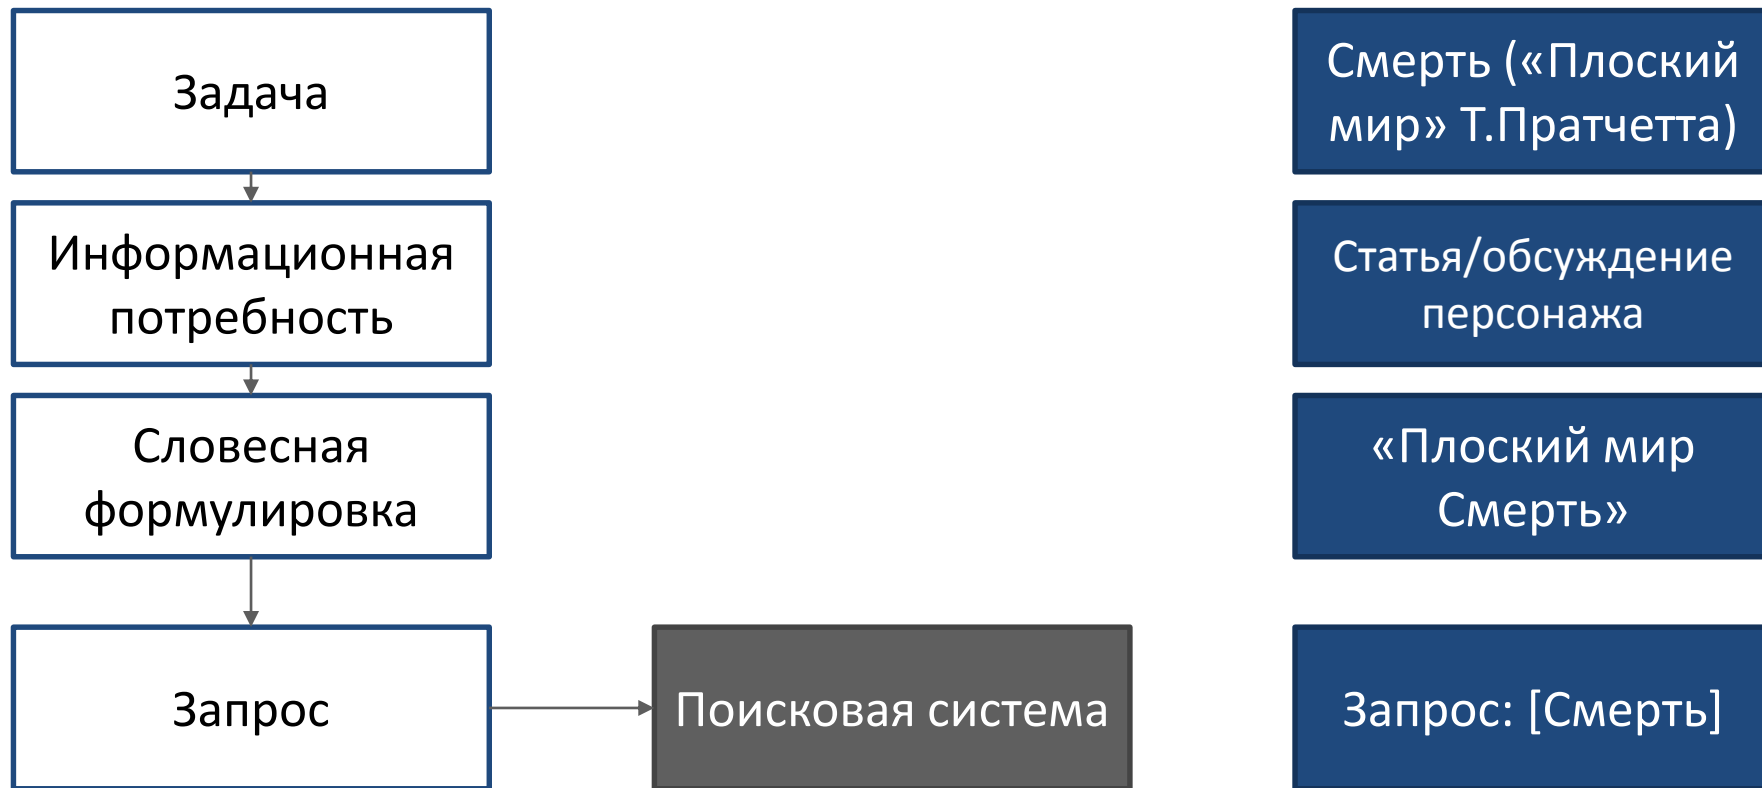 Задача
Смерть («Плоский
мир» Т.Пратчетта)
Информационная
потребность
Статья/обсуждение
персонажа
Словесная
формулировка
«Плоский мир
Смерть»
Запрос
Поисковая система
Запрос: [Смерть]